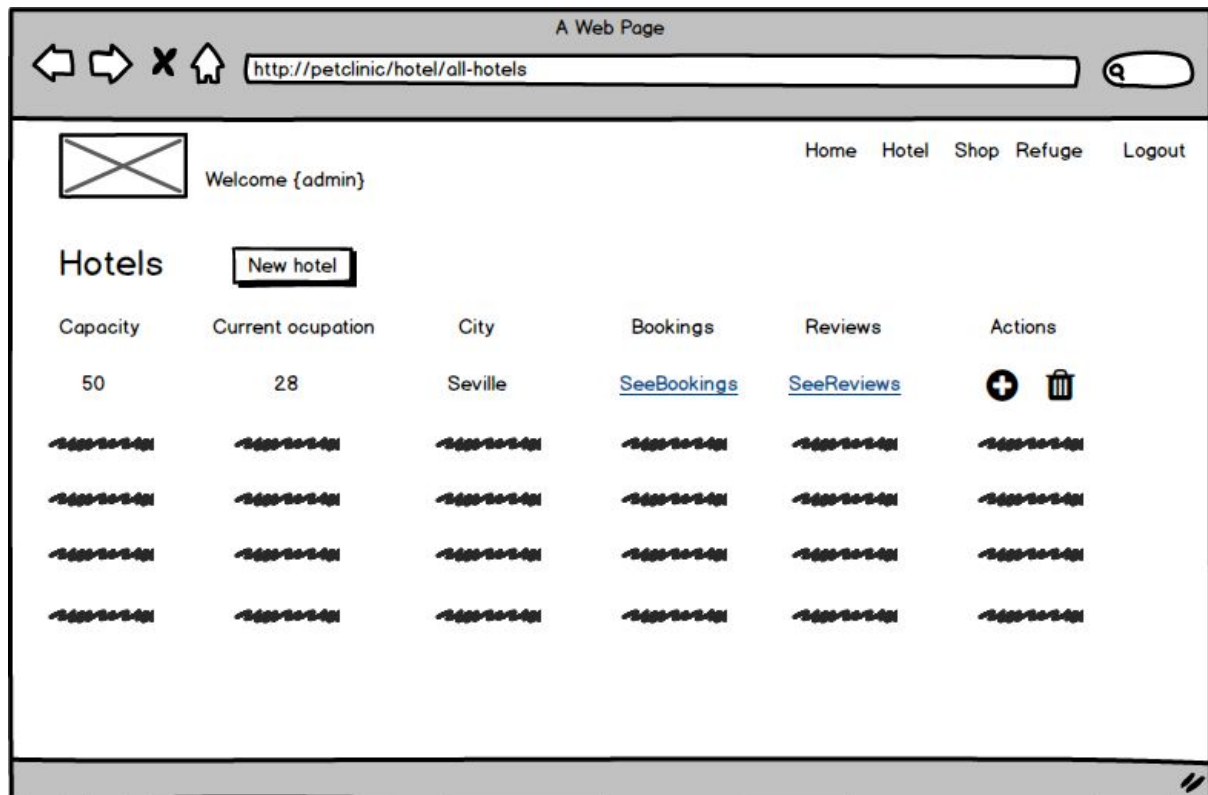 A Web Page
http://petclinic/hotel/all-hotels
Home Hotel Shop Refuge Logout
Welcome {admin}
Hotels New hotel
Capacity Current ocupation City Bookings Reviews Actions
50 28 Seville SeeBookings SeeReviews